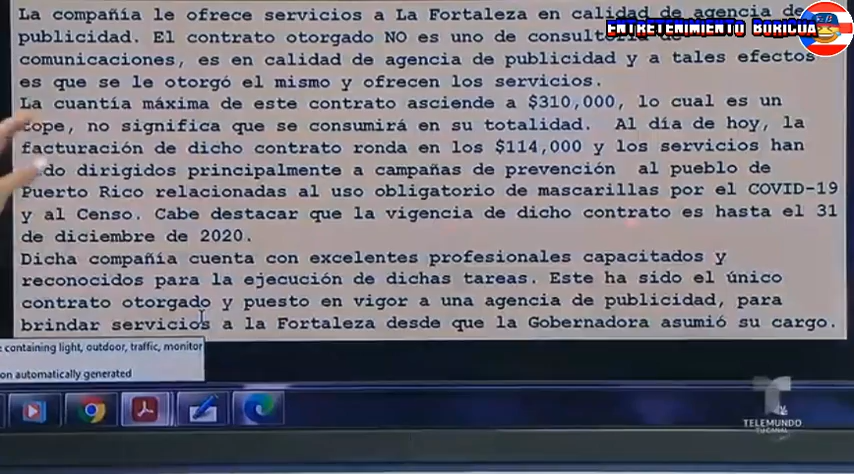 La compañía le ofrece servicios a La Fortaleza en calidad de agencia de
publicidad. El contrato otorgado NO es uno de consultoría de
comunicaciones, es en calidad de agencia de publicidad y a tales efectos
es que se le otorgó el mismo y ofrecen los servicios.
La cuantía máxima de este contrato asciende a $310,000, lo cual es un
tope, no significa que se consumirá en su totalidad. Al día de hoy, la
facturación de dicho contrato ronda en los $114,000 y los servicios han
dirigidos principalmente a campañas de prevención al pueblo de
Puerto Rico relacionadas al uso obligatorio de mascarillas por el COVID-19
y al Censo. Cabe destacar que la vigencia de dicho contrato es hasta el 31
de diciembre de 2020.
Dicha compañía cuenta con excelentes profesionales capacitados y
reconocidos para la ejecución de dichas tareas. Este ha sido el único
contrato otorgado y puesto en vigor a una agencia de publicidad, para
brindar servicios a la Fortaleza desde que la Gobernadora asumió su cargo.
ENTRETENIMIENTO BORICUA
containing light, outdoor, traffic, monitor
on automatically generated
TELEMUNDO
TU CANAL